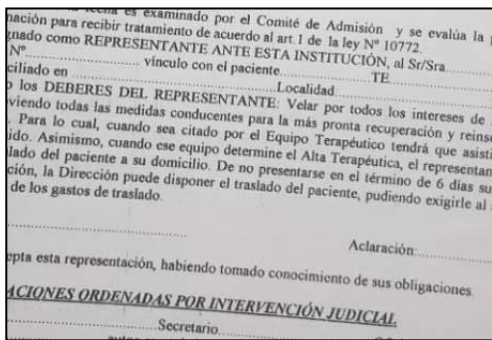 fecha es examinado por el Comité de Admisión y se evalúa la
nación para recibir tratamiento de acuerdo al art.1 de la ley Nº 10772.
gnado como REPRESENTANTE ANTE ESTA INSTITUCIÓN, al Sr/Sra.............
Nº.............................. vínculo con el paciente....................TE..............
ciliado en ..............................................Localidad..............
o los DEBERES DEL REPRESENTANTE: Velar por todos los intereses de
viendo todas las medidas conducentes para la más pronta recuperación y reins
. Para lo cual, cuando sea citado por el Equipo Terapéutico tendrá que asisti
ido. Asimismo, cuando ese equipo determine el Alta Terapéutica, el representan
lado del paciente a su domicilio. De no presentarse en el término de 6 días su
ción, la Dirección puede disponer el traslado del paciente, pudiendo exigirle al
de los gastos de traslado.
............................................ Aclaración:..............
epta esta representación, habiendo tomado conocimiento de sus obligaciones.
ACIONES ORDENADAS POR INTERVENCIÓN JUDICIAL
....................................Secretario..............................